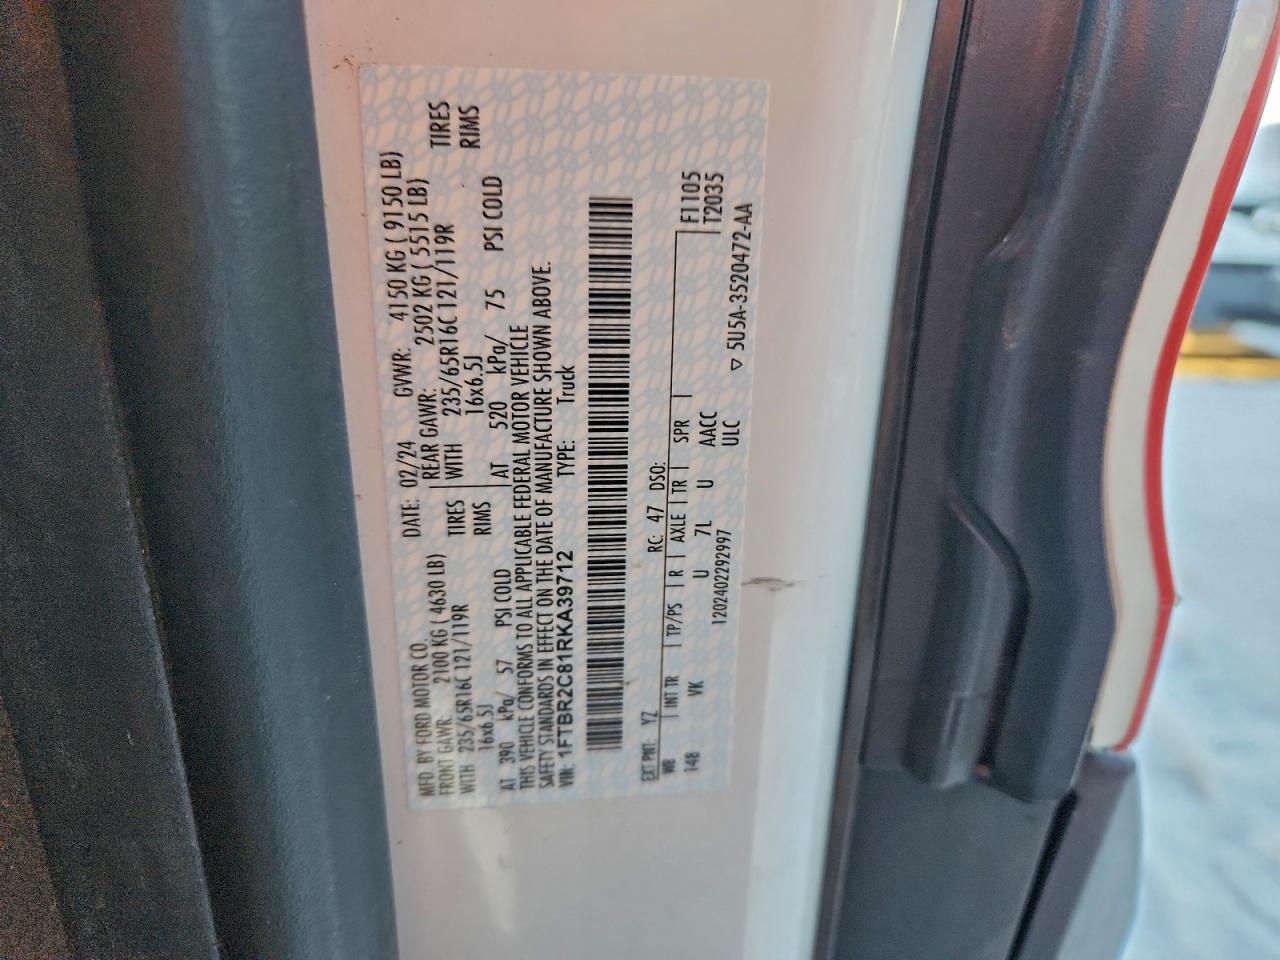 MFD. BY FORD MOTOR CO. DATE: 02/24 GVWR: 4150 KG ( 9150 LB)
FRONT GAWR: 2100 KG ( 4630 LB) REAR GAWR: 2502 KG ( 5515 LB)
WITH 235/65R16C 121/119R TIRES WITH 235/65R16C 121/119R TIRES
16x6.5J RIMS 16x6.5J RIMS
AT 390 kPa/ 57 PSI COLD AT 520 kPa/ 75 PSI COLD
THIS VEHICLE CONFORMS TO ALL APPLICABLE FEDERAL MOTOR VEHICLE
SAFETY STANDARDS IN EFFECT ON THE DATE OF MANUFACTURE SHOWN ABOVE.
VIN: 1FTBR2C81RKA39712 TYPE: Truck
EXT PNT: YZ RC: 47 DSO:
WB INT TR TP/PS R AXLE TR SPR F1105
148 VK U 7L U AACC T2035
120240229299​7 ULC
▽ 5U5A-3520472-AA